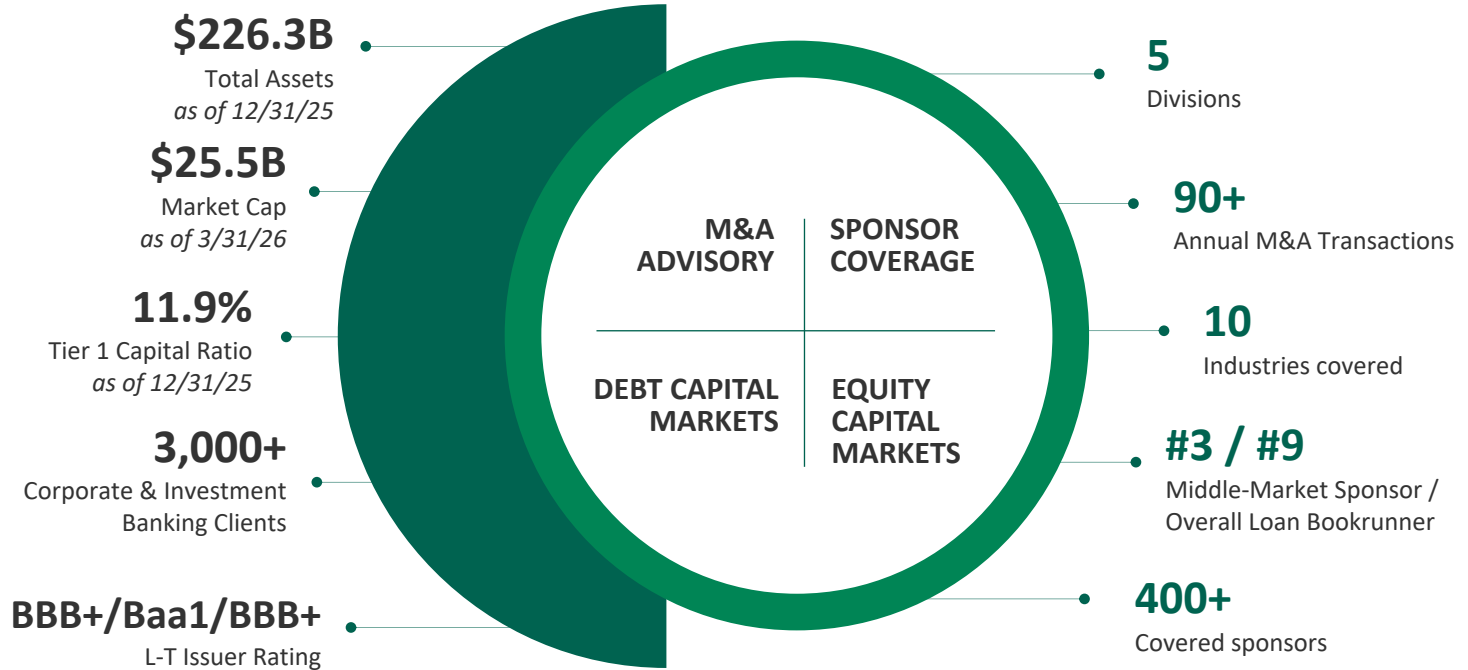 $226.3B
Total Assets
as of 12/31/25
$25.5B
Market Cap
as of 3/31/26
11.9%
Tier 1 Capital Ratio
as of 12/31/25
3,000+
Corporate & Investment
Banking Clients
BBB+/Baa1/BBB+
L-T Issuer Rating
M&A
ADVISORY
SPONSOR
COVERAGE
DEBT CAPITAL
MARKETS
EQUITY
CAPITAL
MARKETS
5
Divisions
90+
Annual M&A Transactions
10
Industries covered
#3 / #9
Middle-Market Sponsor /
Overall Loan Bookrunner
400+
Covered sponsors